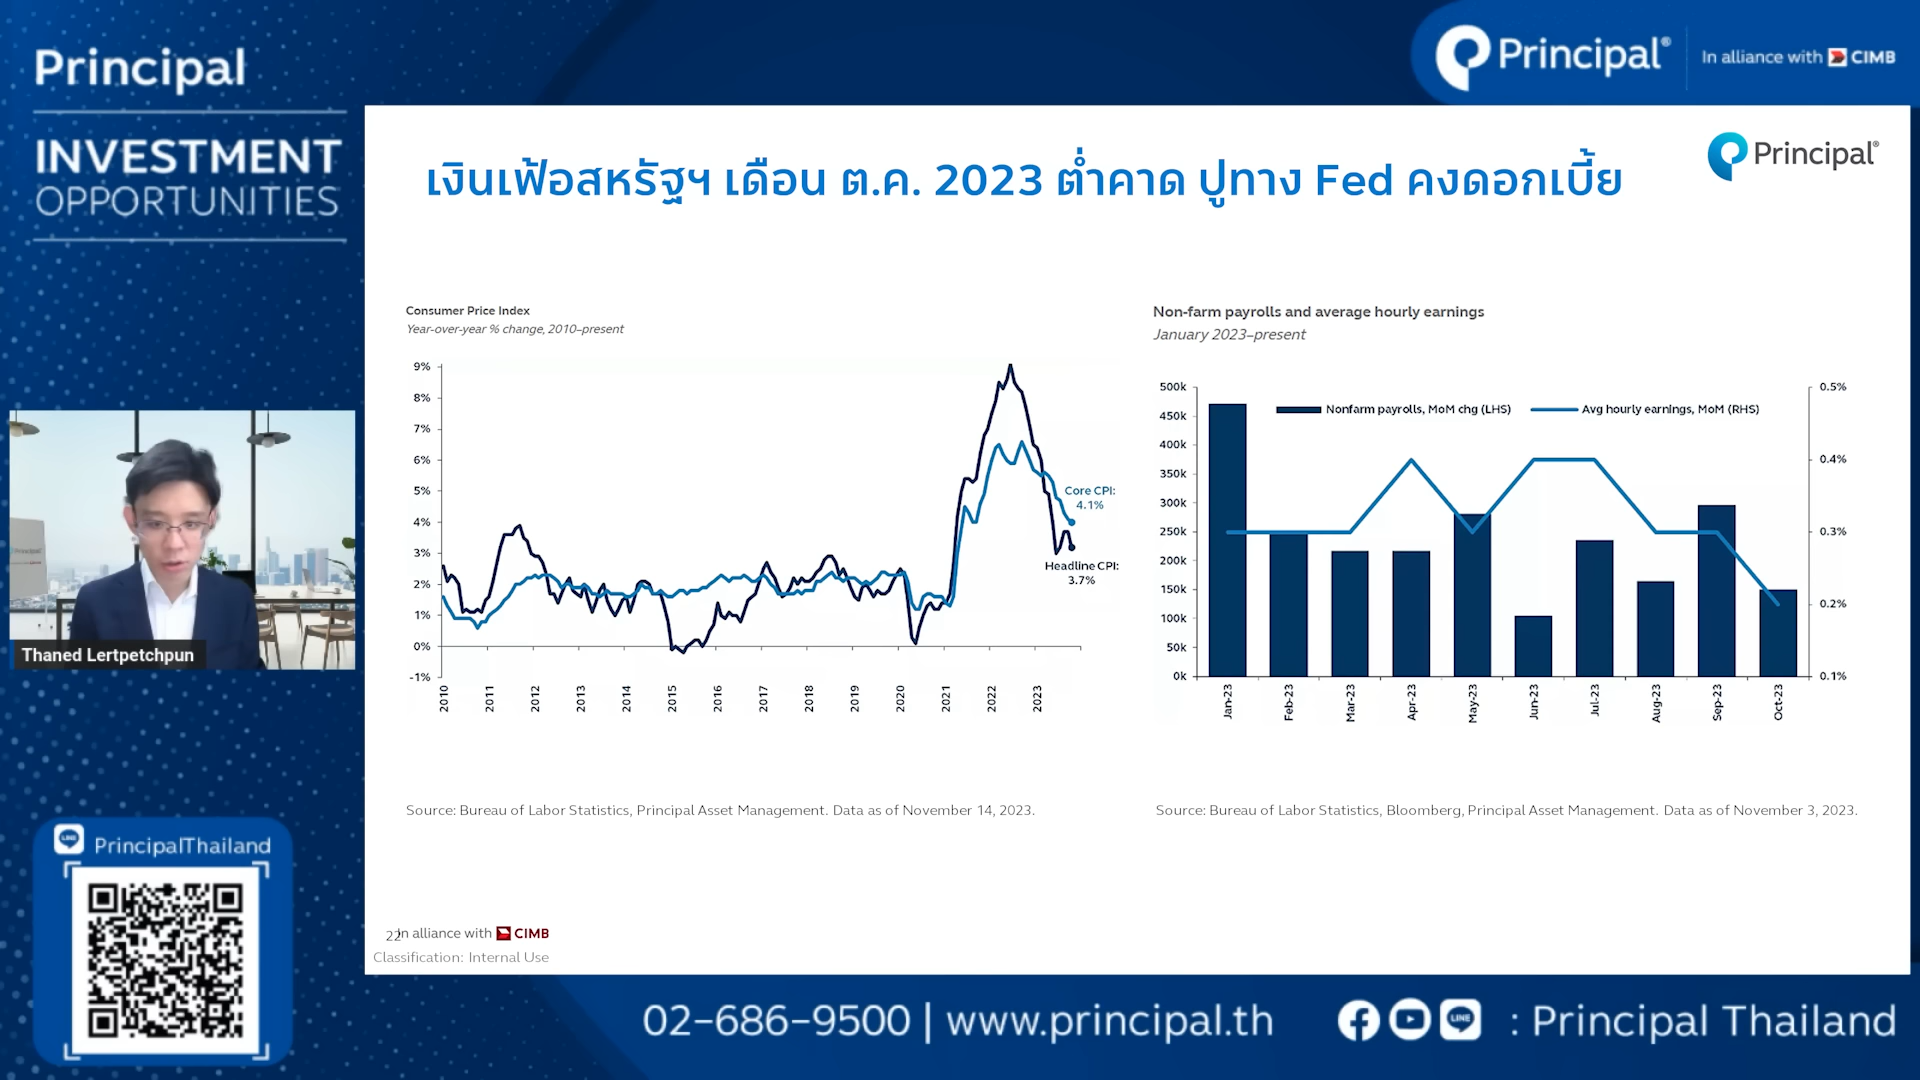 Principal
INVESTMENT
OPPORTUNITIES
Principal®
In alliance with CIMB
Principal®
เงินเฟ้อสหรัฐฯ เดือน ต.ค. 2023 ต่ำคาด ปูทาง Fed คงดอกเบี้ย
Consumer Price Index
Year-over-year % change, 2010–present
9%
8%
7%
6%
5%
4%
3%
2%
1%
0%
-1%
Core CPI:
4.1%
Headline CPI:
3.7%
2010
2011
2012
2013
2014
2015
2016
2017
2018
2019
2020
2021
2022
2023
Source: Bureau of Labor Statistics, Principal Asset Management. Data as of November 14, 2023.
Non-farm payrolls and average hourly earnings
January 2023–present
Nonfarm payrolls, MoM chg (LHS)
Avg hourly earnings, MoM (RHS)
500k
450k
400k
350k
300k
250k
200k
150k
100k
50k
0k
0.5%
0.4%
0.3%
0.2%
0.1%
Jan-23
Feb-23
Mar-23
Apr-23
May-23
Jun-23
Jul-23
Aug-23
Sep-23
Oct-23
Source: Bureau of Labor Statistics, Bloomberg, Principal Asset Management. Data as of November 3, 2023.
Thaned Lertpetchpun
LINE
PrincipalThailand
22
In alliance with CIMB
Classification: Internal Use
02-686-9500 | www.principal.th
LINE
: Principal Thailand